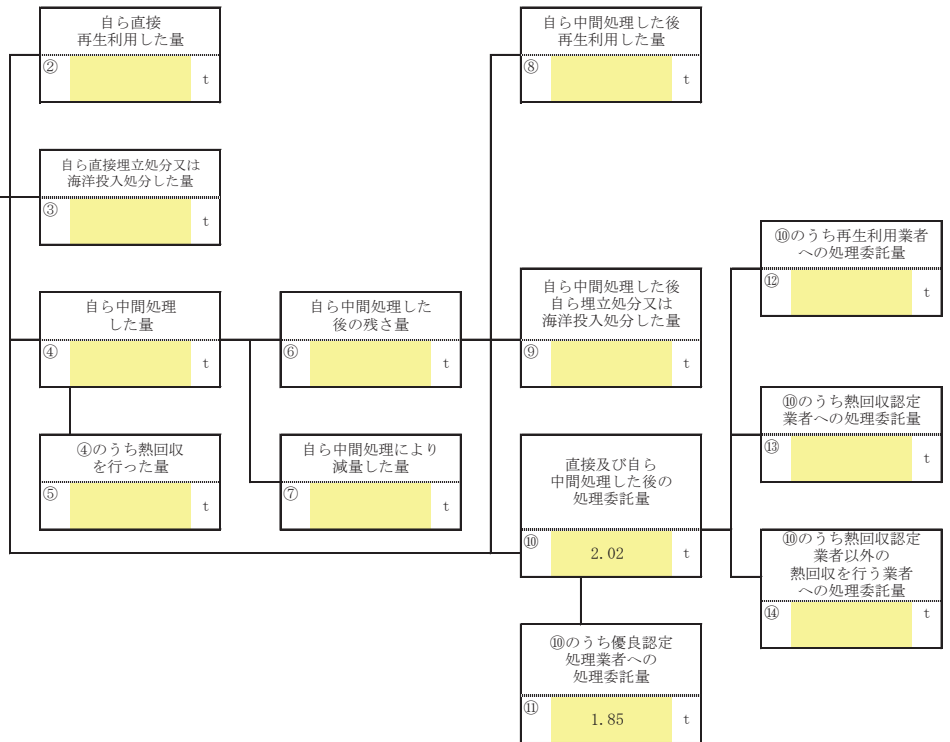 自ら直接
再生利用した量
②
t
自ら中間処理した後
再生利用した量
⑧
t
自ら直接埋立処分又は
海洋投入処分した量
③
t
⑩のうち再生利用業者
への処理委託量
⑫
t
自ら中間処理
した量
④
t
自ら中間処理した
後の残さ量
⑥
t
自ら中間処理した後
自ら埋立処分又は
海洋投入処分した量
⑨
t
⑩のうち熱回収認定
業者への処理委託量
⑬
t
④のうち熱回収
を行った量
⑤
t
自ら中間処理により
減量した量
⑦
t
直接及び自ら
中間処理した後の
処理委託量
⑩
2.02
t
⑩のうち熱回収認定
業者以外の
熱回収を行う業者
への処理委託量
⑭
t
⑩のうち優良認定
処理業者への
処理委託量
⑪
1.85
t